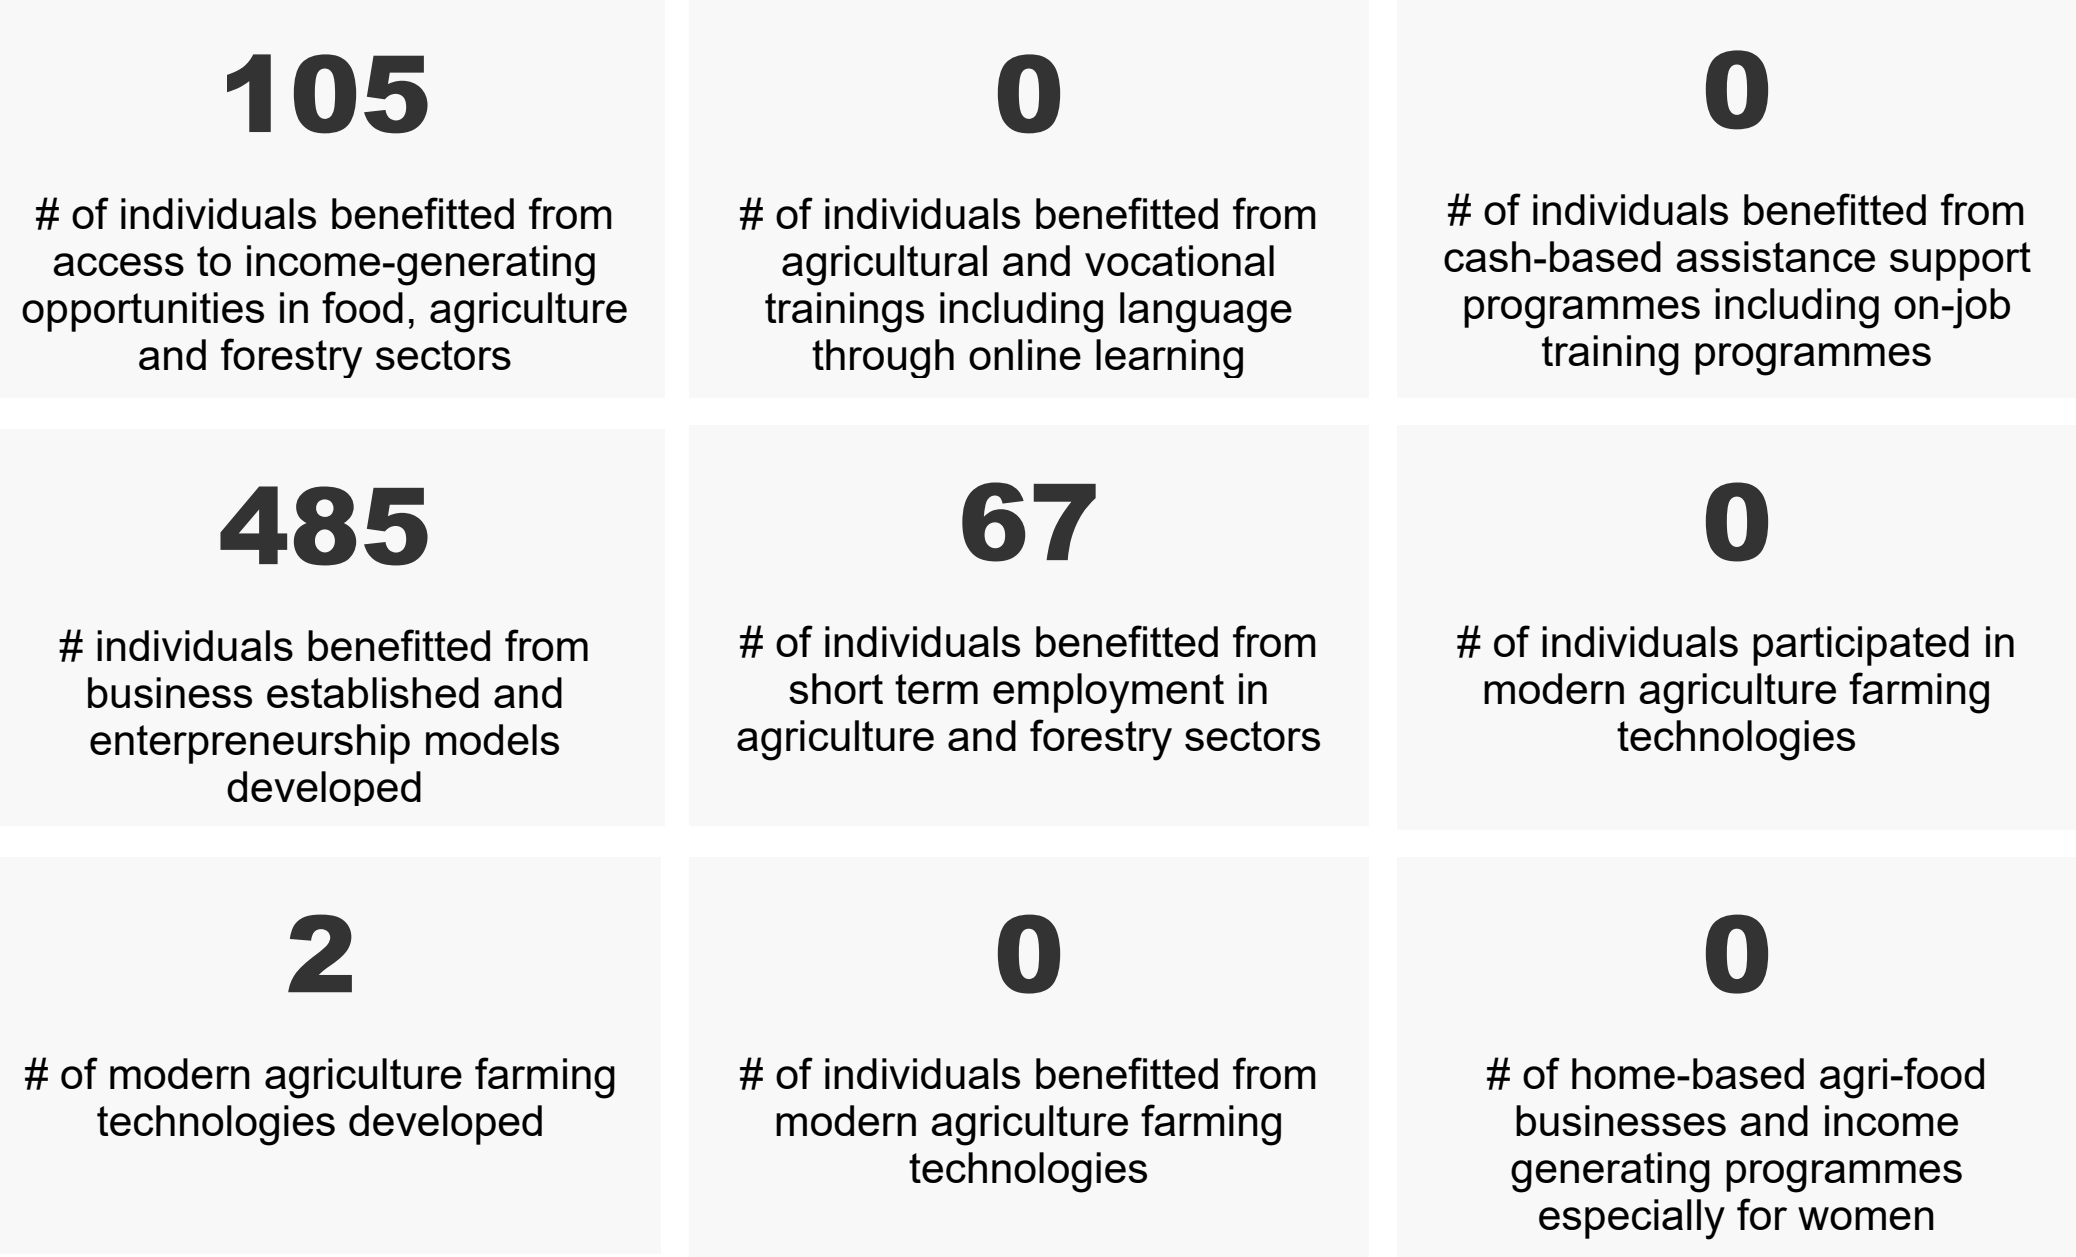 105
# of individuals benefitted from
access to income-generating
opportunities in food, agriculture
and forestry sectors
0
# of individuals benefitted from
agricultural and vocational
trainings including language
through online learning
0
# of individuals benefitted from
cash-based assistance support
programmes including on-job
training programmes
485
# individuals benefitted from
business established and
enterpreneurship models
developed
67
# of individuals benefitted from
short term employment in
agriculture and forestry sectors
0
# of individuals participated in
modern agriculture farming
technologies
2
# of modern agriculture farming
technologies developed
0
# of individuals benefitted from
modern agriculture farming
technologies
0
# of home-based agri-food
businesses and income
generating programmes
especially for women